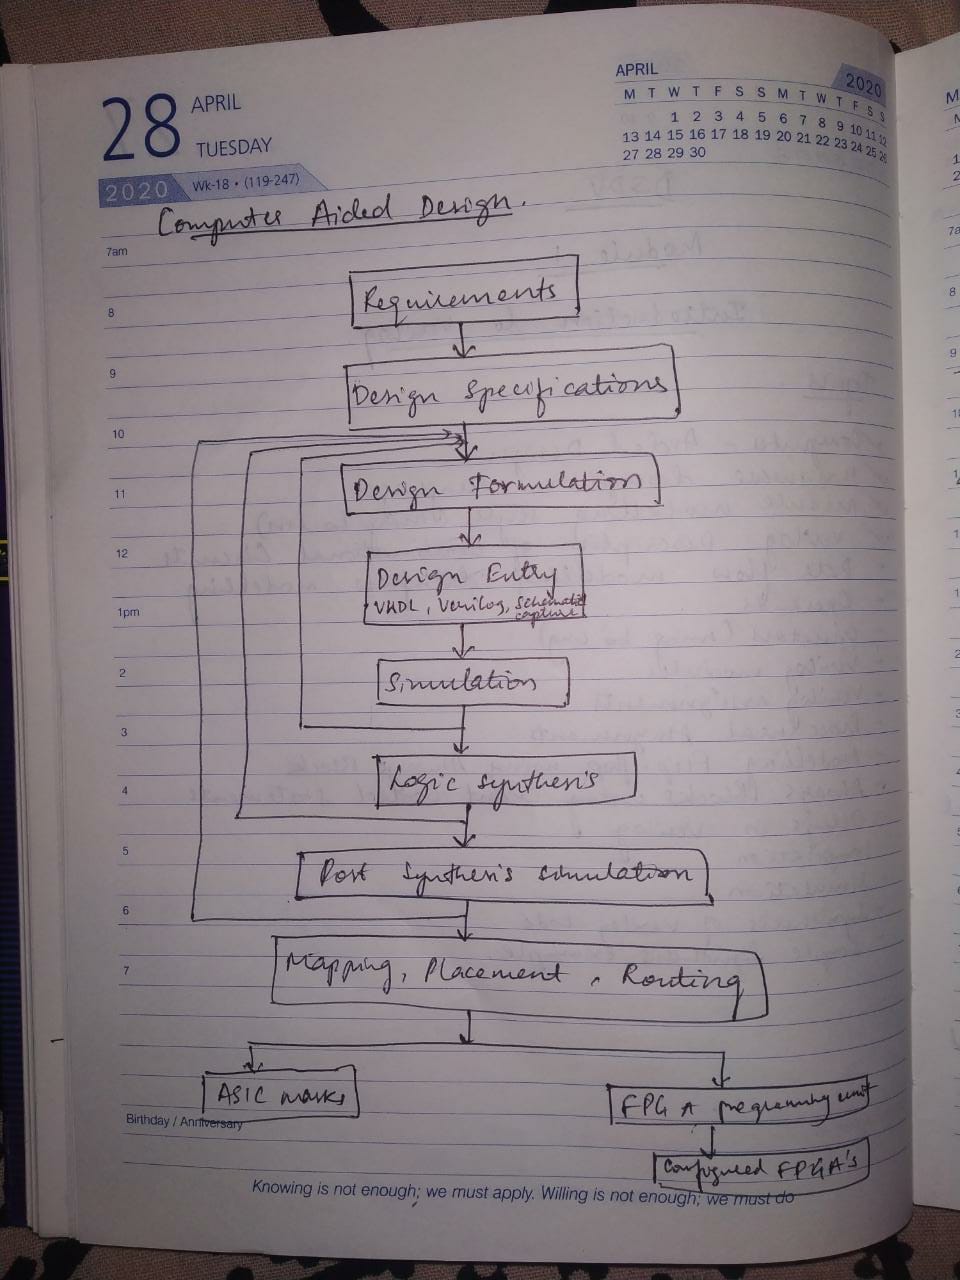 28
APRIL
TUESDAY
2020 Wk-18 • (119-247)
APRIL 2020
M T W T F S S M T W T F S S
1 2 3 4 5 6 7 8 9 10 11 12
13 14 15 16 17 18 19 20 21 22 23 24 25 26
27 28 29 30
Computer Aided Design.
7am
Requirements
8
9
Design Specifications
10
Design Formulation
11
12
Design Entry
VHDL, Verilog, Schematic capture
1pm
2
Simulation
3
Logic synthesis
4
5
Post synthesis simulation
6
Mapping, Placement, Routing
7
ASIC masks
FPGA programming unit
Birthday / Anniversary
Configured FPGA's
Knowing is not enough; we must apply. Willing is not enough; we must do